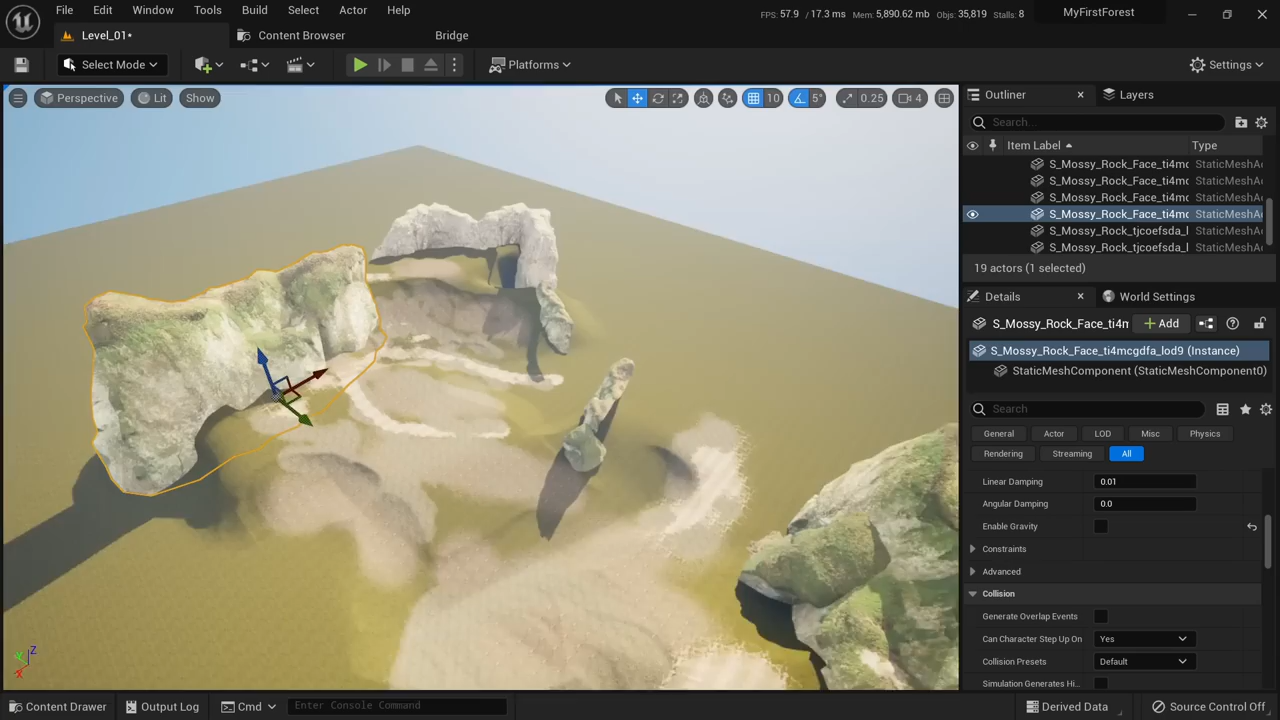 File Edit Window Tools Build Select Actor Help
FPS: 57.9 / 17.3 ms Mem: 5,890.62 mb Objs: 35,819 Stalls: 8
MyFirstForest
Level_01*
Content Browser
Bridge
Select Mode
Platforms
Settings
Perspective
Lit
Show
10
5°
0.25
4
Outliner
Layers
Search...
Item Label
Type
S_Mossy_Rock_Face_ti4mc StaticMeshA
S_Mossy_Rock_Face_ti4mc StaticMeshA
S_Mossy_Rock_Face_ti4mc StaticMeshA
S_Mossy_Rock_Face_ti4mc StaticMeshA
S_Mossy_Rock_tjcoefsda_l StaticMeshA
S_Mossy_Rock_tjcoefsda_l StaticMeshA
19 actors (1 selected)
Details
World Settings
S_Mossy_Rock_Face_ti4m
Add
S_Mossy_Rock_Face_ti4mcgdfa_lod9 (Instance)
StaticMeshComponent (StaticMeshComponent0)
Search
General Actor LOD Misc Physics
Rendering Streaming All
Linear Damping 0.01
Angular Damping 0.0
Enable Gravity
Constraints
Advanced
Collision
Generate Overlap Events
Can Character Step Up On Yes
Collision Presets Default
Simulation Generates Hi...
Z
Y
X
Content Drawer
Output Log
Cmd
Enter Console Command
Derived Data
Source Control Off